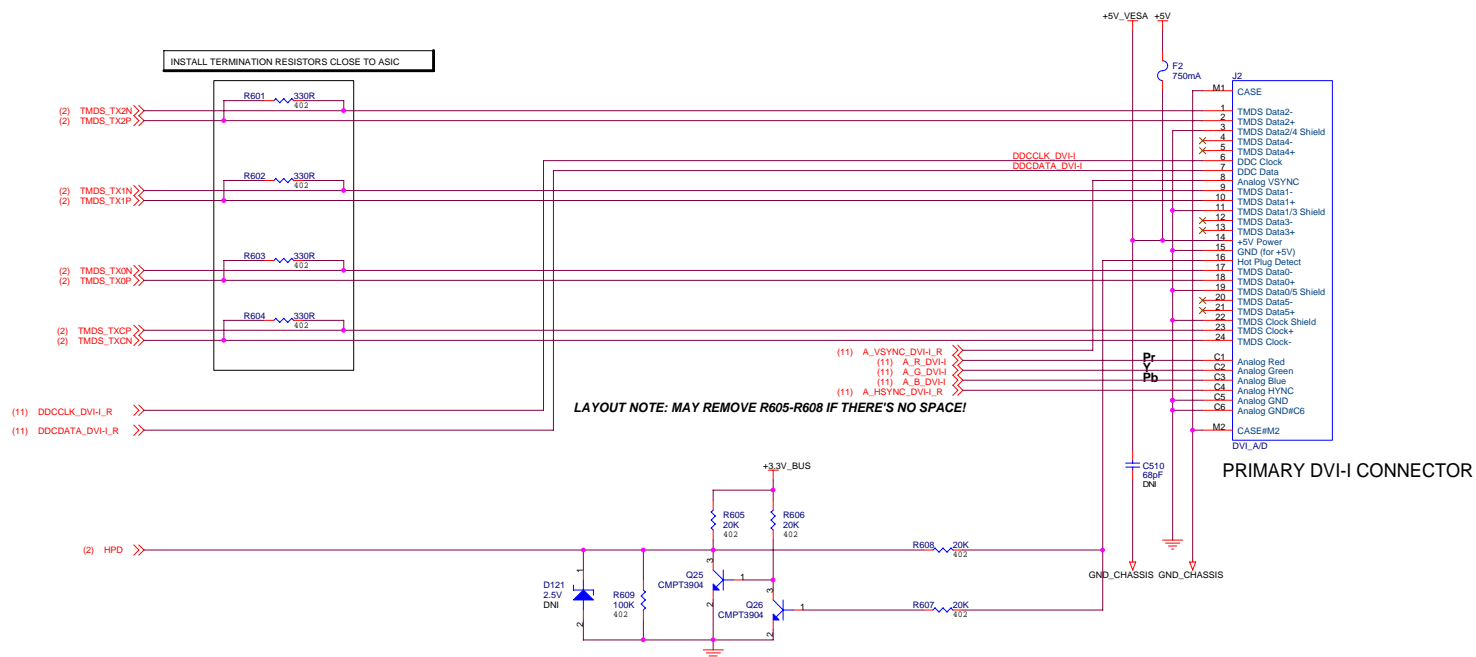 +5V_VESA +5V
INSTALL TERMINATION RESISTORS CLOSE TO ASIC
F2
750mA
J2
M1 CASE
R601 330R
402
(2) TMDS_TX2N
(2) TMDS_TX2P
1 TMDS Data2-
2 TMDS Data2+
3 TMDS Data2/4 Shield
4 TMDS Data4-
5 TMDS Data4+
DDCCLK_DVI-I
6 DDC Clock
DDCDATA_DVI-I
7 DDC Data
8 Analog VSYNC
R602 330R
402
(2) TMDS_TX1N
(2) TMDS_TX1P
9 TMDS Data1-
10 TMDS Data1+
11 TMDS Data1/3 Shield
12 TMDS Data3-
13 TMDS Data3+
14 +5V Power
15 GND (for +5V)
16 Hot Plug Detect
R603 330R
402
(2) TMDS_TX0N
(2) TMDS_TX0P
17 TMDS Data0-
18 TMDS Data0+
19 TMDS Data0/5 Shield
20 TMDS Data5-
21 TMDS Data5+
22 TMDS Clock Shield
R604 330R
402
(2) TMDS_TXCP
(2) TMDS_TXCN
23 TMDS Clock+
24 TMDS Clock-
(11) A_VSYNC_DVI-I_R
(11) A_R_DVI-I
(11) A_G_DVI-I
(11) A_B_DVI-I
(11) A_HSYNC_DVI-I_R
Pr
Y
Pb
C1 Analog Red
C2 Analog Green
C3 Analog Blue
C4 Analog HYNC
C5 Analog GND
C6 Analog GND#C6
M2 CASE#M2
DVI_A/D
(11) DDCCLK_DVI-I_R
(11) DDCDATA_DVI-I_R
LAYOUT NOTE: MAY REMOVE R605-R608 IF THERE'S NO SPACE!
PRIMARY DVI-I CONNECTOR
C510
68pF
DNI
+3.3V_BUS
R605
20K
402
R606
20K
402
(2) HPD
R608 20K
402
GND_CHASSIS GND_CHASSIS
D121
2.5V
DNI
1
2
R609
100K
402
Q25
CMPT3904
3
1
2
Q26
CMPT3904
3
1
2
R607 20K
402